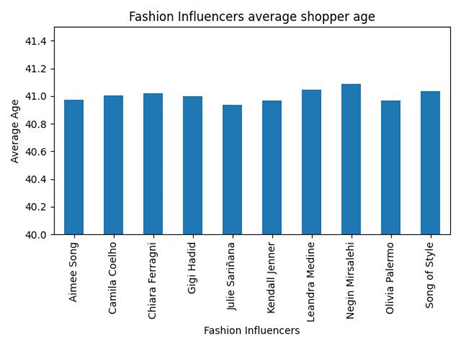 Fashion Influencers average shopper age
Average Age
41.4
41.2
41.0
40.8
40.6
40.4
40.2
40.0
Aimee Song
Camila Coelho
Chiara Ferragni
Gigi Hadid
Julie Sariñana
Kendall Jenner
Leandra Medine
Negin Mirsalehi
Olivia Palermo
Song of Style
Fashion Influencers